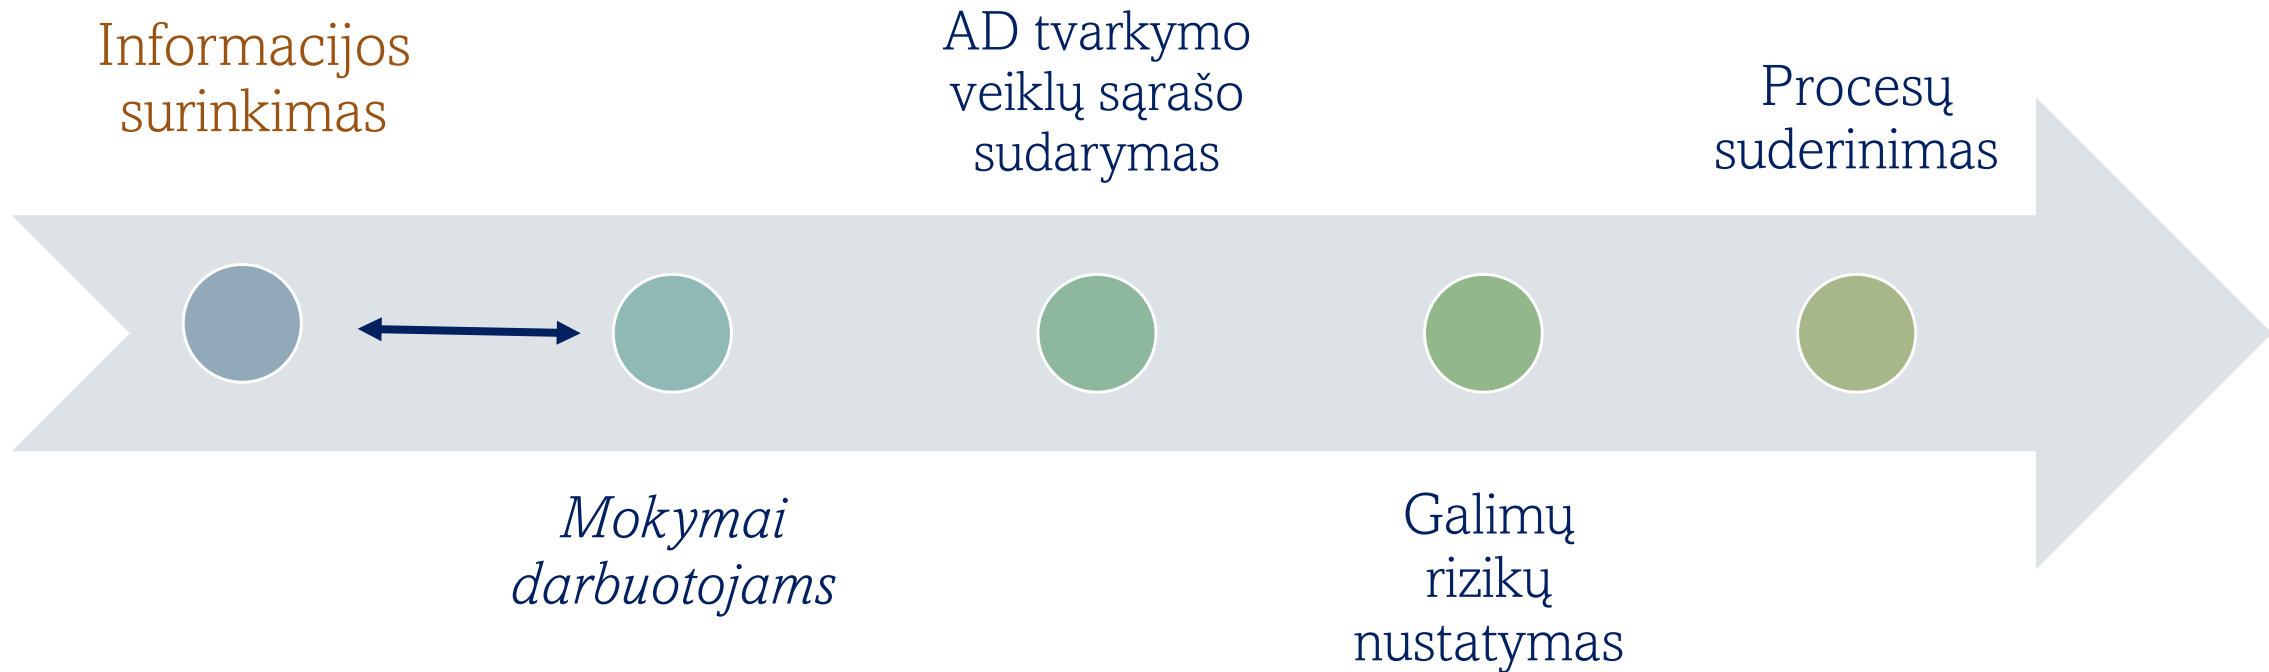 Informacijos
surinkimas
Mokymai
darbuotojams
AD tvarkymo
veiklų sąrašo
sudarymas
Galimų
rizikų
nustatymas
Procesų
suderinimas